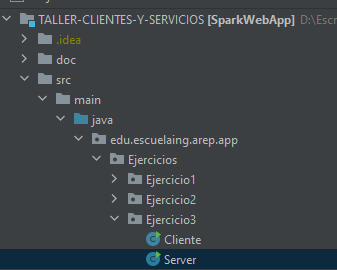 TALLER-CLIENTES-Y-SERVICIOS [SparkWebApp] D:\Escr
.idea
doc
src
main
java
edu.escuelaing.arep.app
Ejercicios
Ejercicio1
Ejercicio2
Ejercicio3
Cliente
Server